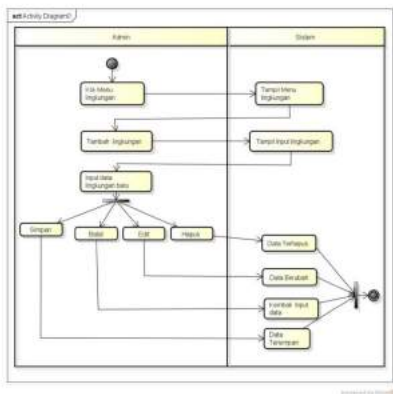 act Activity Diagram2
Admin
Sistem
Klik Menu
lingkungan
Tampil Menu
lingkungan
Tambah lingkungan
Tampil Input lingkungan
Input data
lingkungan baru
Simpan
Batal
Edit
Hapus
Data Terhapus
Data Berubah
Kembali Input
data
Data
Tersimpan